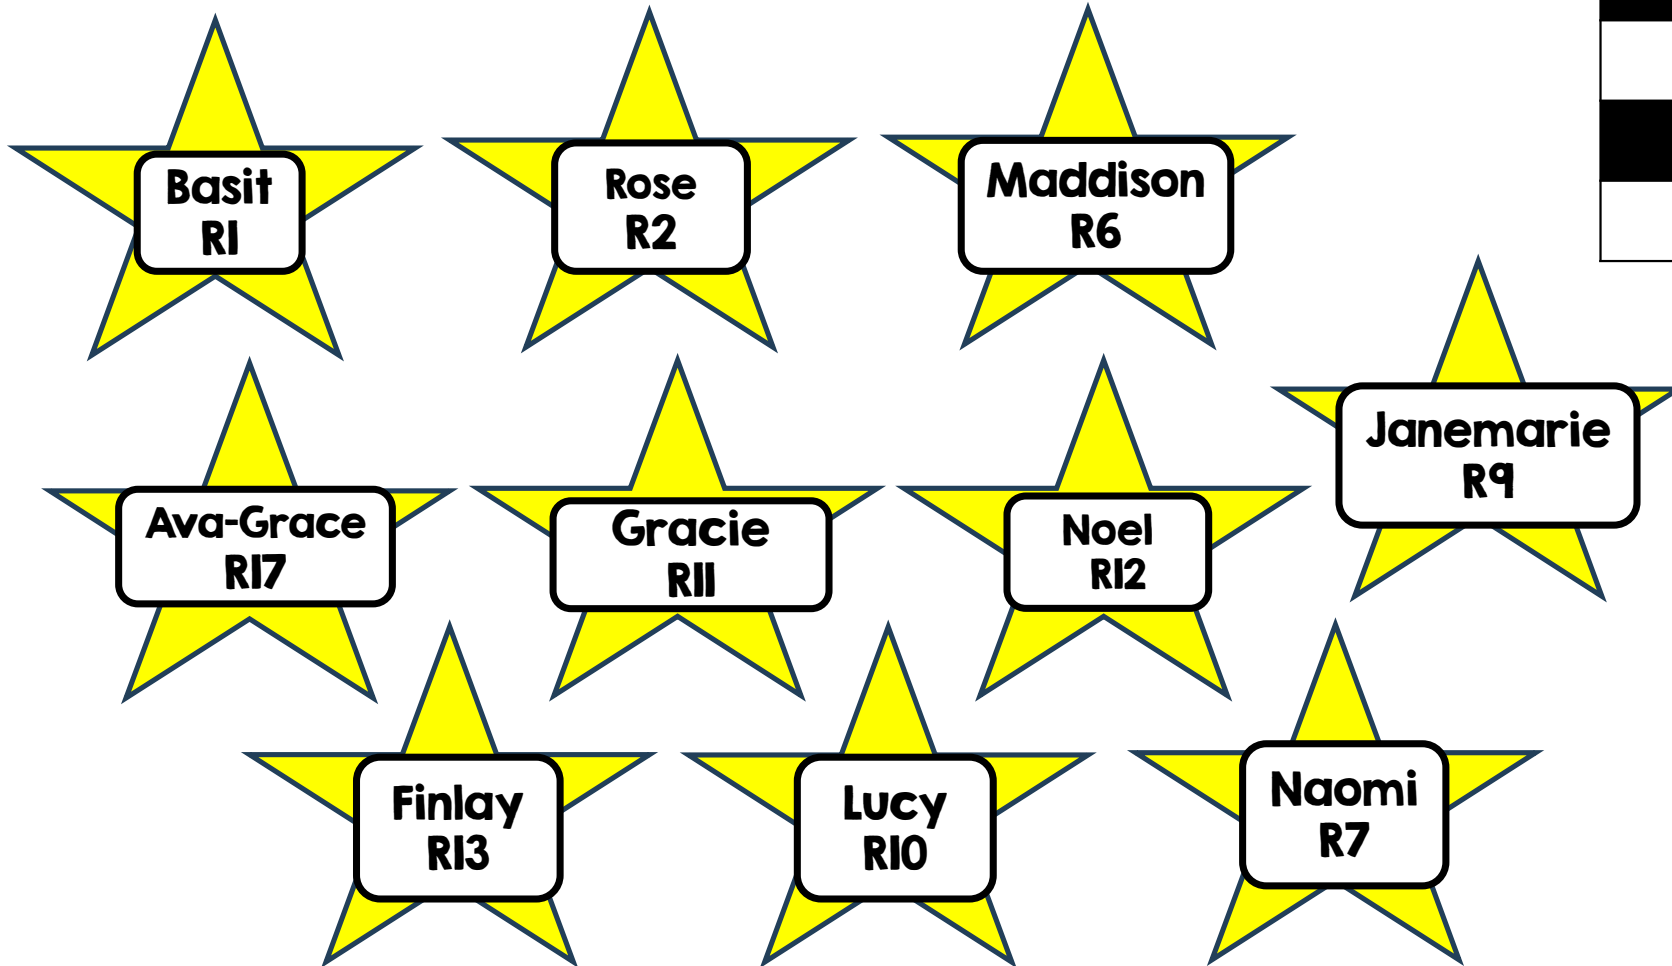 Basit
R1
Rose
R2
Maddison
R6
Janemarie
R9
Ava-Grace
R17
Gracie
R11
Noel
R12
Finlay
R13
Lucy
R10
Naomi
R7